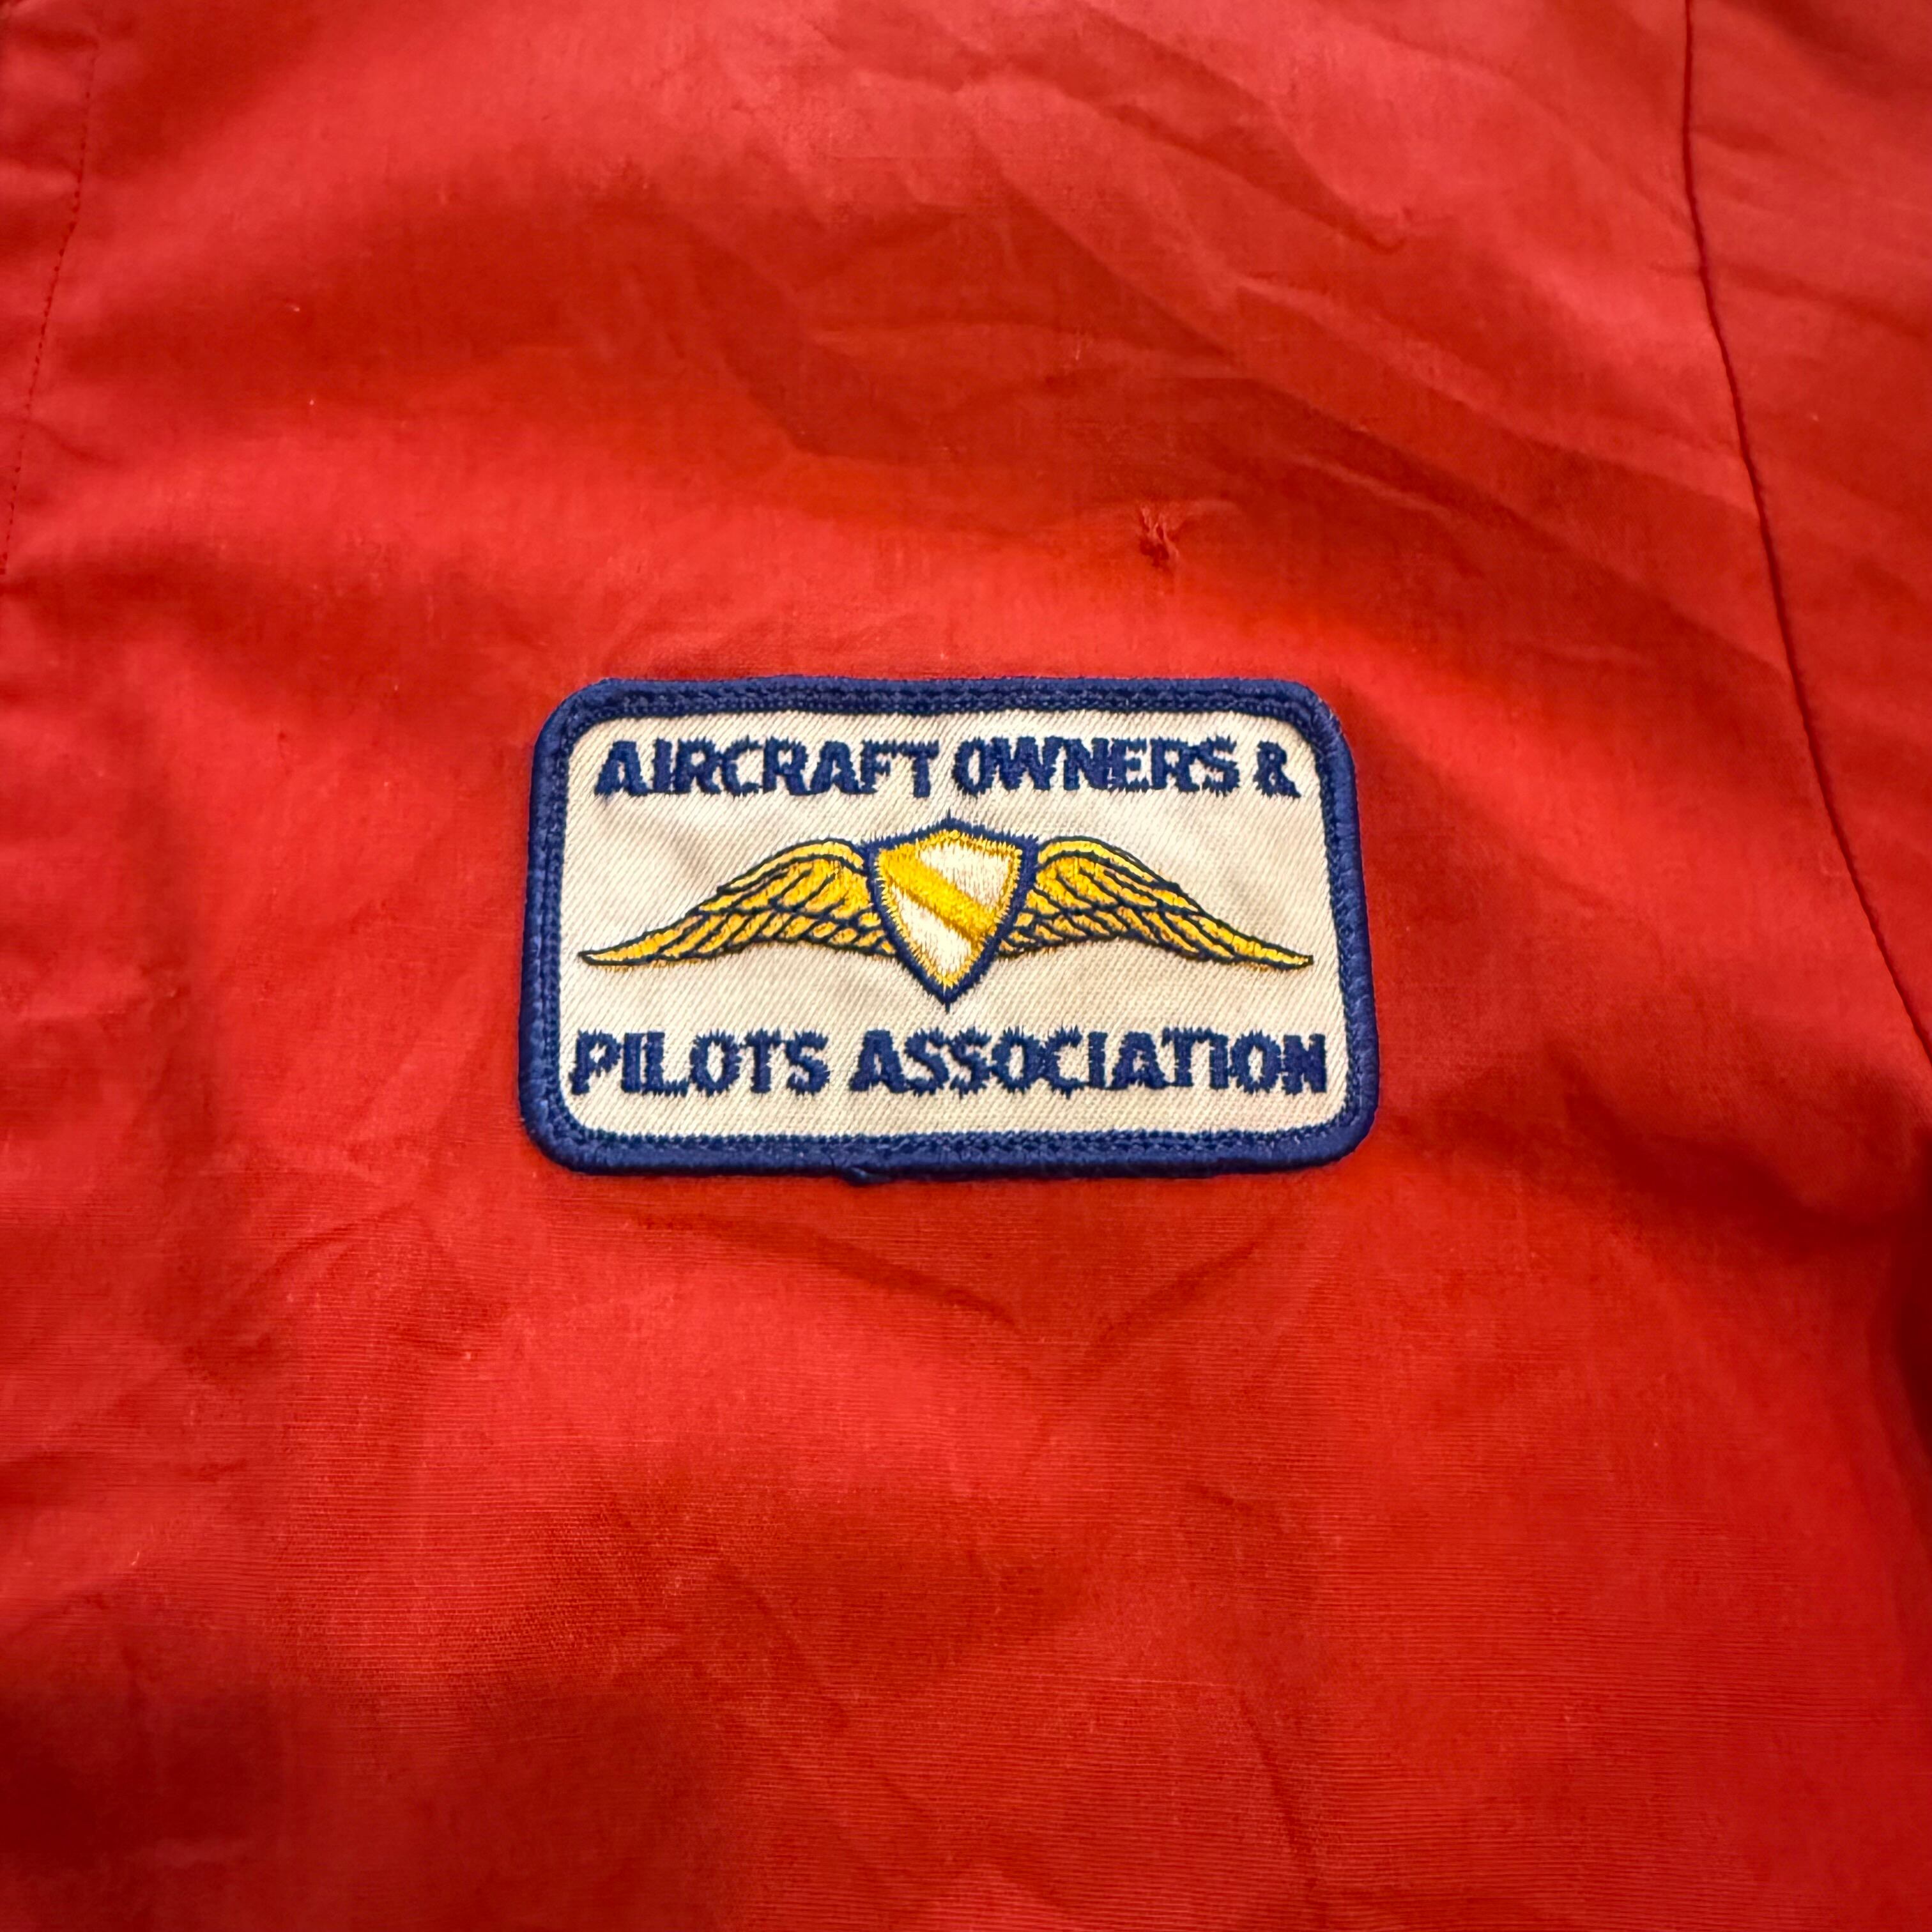 AIRCRAFT OWNERS &
PILOTS ASSOCIATION